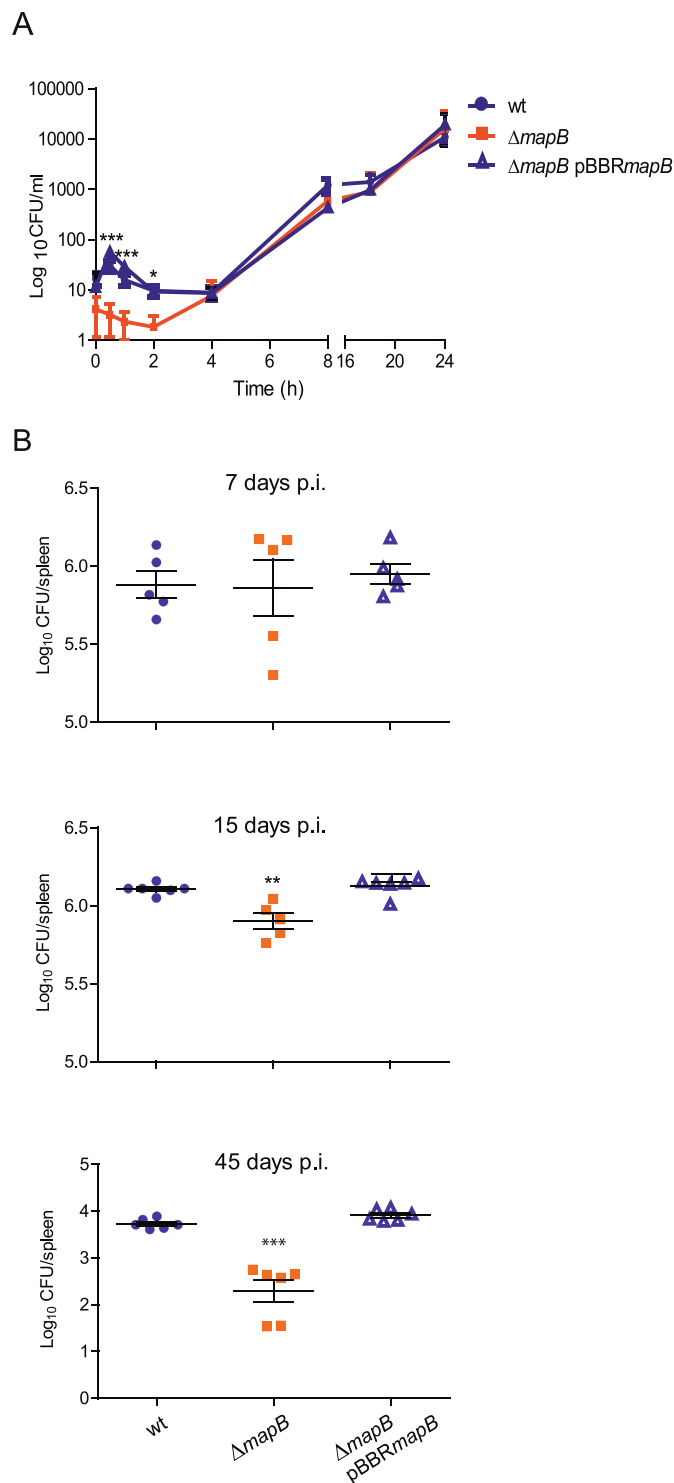 A
Log 10 CFU/ml
100000
10000
1000
100
10
1
***
***
*
0
2
4
6
8
16
20
24
Time (h)
wt
ΔmapB
ΔmapB pBBRmapB
B
7 days p.i.
Log10 CFU/spleen
6.5
6.0
5.5
5.0
15 days p.i.
Log10 CFU/spleen
6.5
6.0
5.5
5.0
**
45 days p.i.
Log10 CFU/spleen
5
4
3
2
1
0
***
wt
ΔmapB
ΔmapB
pBBRmapB